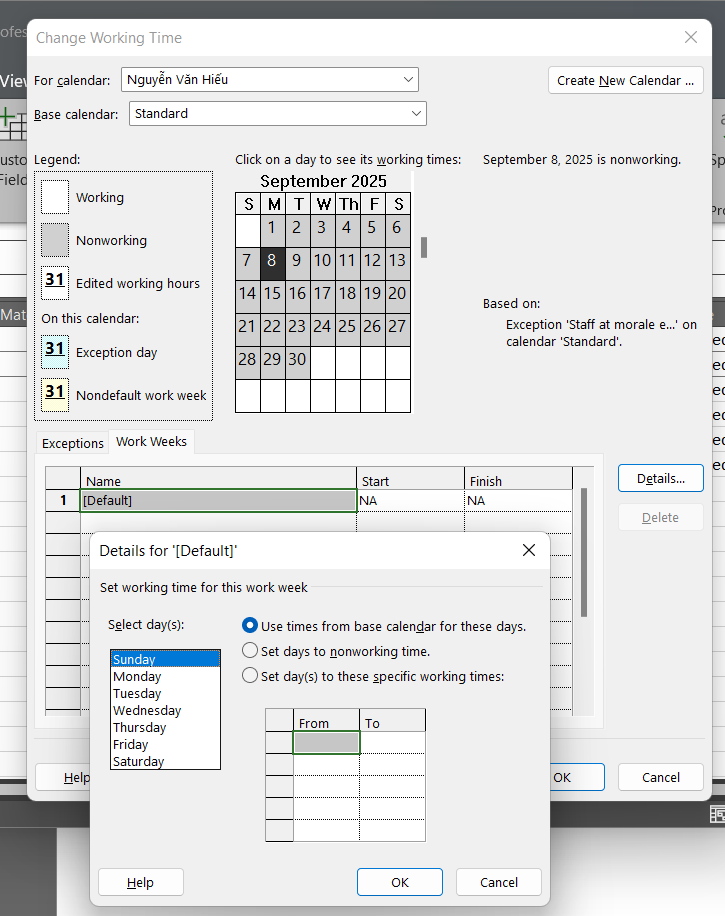 ofes
Change Working Time
View
For calendar: Nguyễn Văn Hiếu
Create New Calendar ...
Base calendar: Standard
Legend:
Click on a day to see its working times:
September 8, 2025 is nonworking.
usto
Field
Working
Nonworking
31 Edited working hours
On this calendar:
31 Exception day
31 Nondefault work week
September 2025
S M T W Th F S
1 2 3 4 5 6
7 8 9 10 11 12 13
14 15 16 17 18 19 20
21 22 23 24 25 26 27
28 29 30
Based on:
Exception 'Staff at morale e...' on
calendar 'Standard'.
Sp
Pro
Mat
Exceptions Work Weeks
Name Start Finish
1 [Default] NA NA
Details...
Delete
Details for '[Default]'
Set working time for this work week
Select day(s):
Sunday
Monday
Tuesday
Wednesday
Thursday
Friday
Saturday
Use times from base calendar for these days.
Set days to nonworking time.
Set day(s) to these specific working times:
From To
Help
OK
Cancel
Help
OK
Cancel